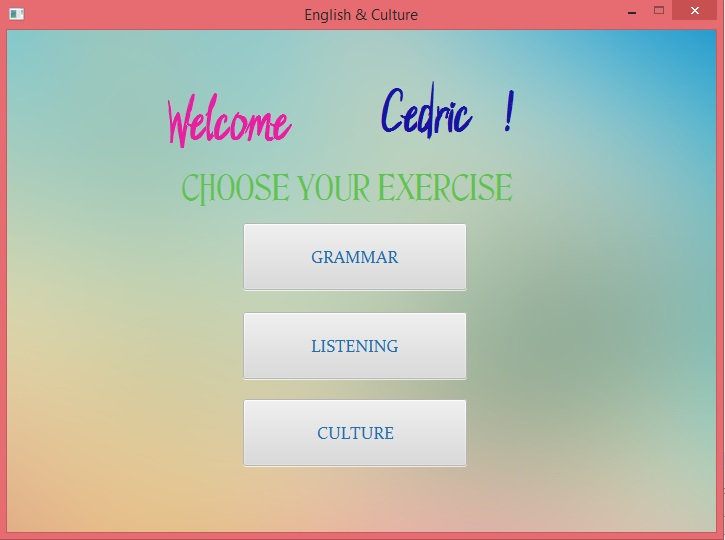 English & Culture
Welcome Cedric !
CHOOSE YOUR EXERCISE
GRAMMAR
LISTENING
CULTURE